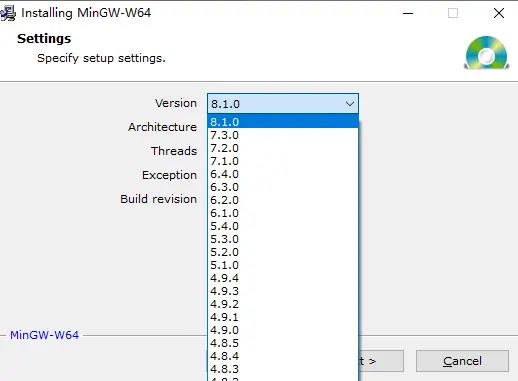 Installing MinGW-W64
Settings
Specify setup settings.
Version 8.1.0
8.1.0
Architecture
7.3.0
7.2.0
Threads
7.1.0
6.4.0
Exception
6.3.0
6.2.0
Build revision
6.1.0
5.4.0
5.3.0
5.2.0
5.1.0
4.9.4
4.9.3
4.9.2
4.9.1
4.9.0
MinGW-W64
4.8.5
4.8.4
t > Cancel
4.8.3